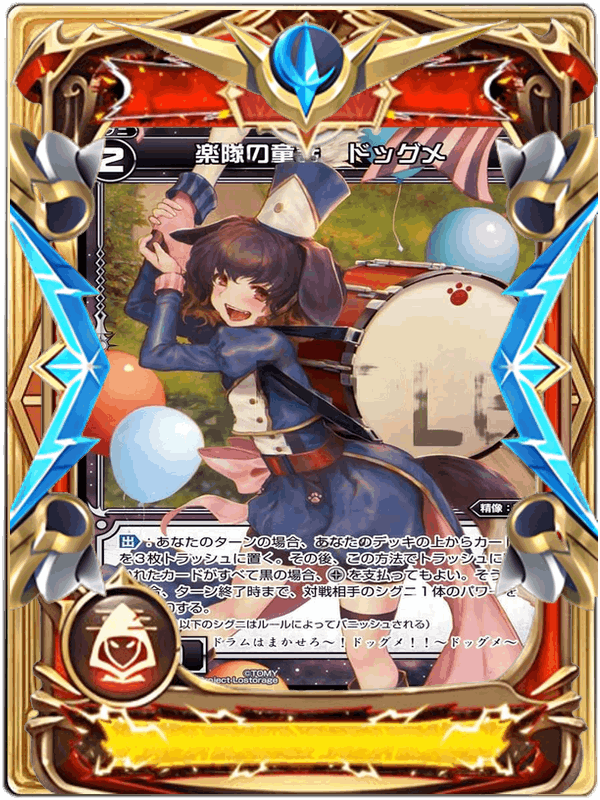 2
楽隊の童 ドッグメ
LE
精像：
出：あなたのターンの場合、あなたのデッキの上からカー
を３枚トラッシュに置く。その後、この方法でトラッシュに
れたカードがすべて黒の場合、を支払ってもよい。そう
合、ターン終了時まで、対戦相手のシグニ１体のパワーを
する。
以下のシグニはルールによってバニッシュされる）
ドラムはまかせろ～！ドッグメ！！～ドッグメ～
©TOMY
roject Lostorage